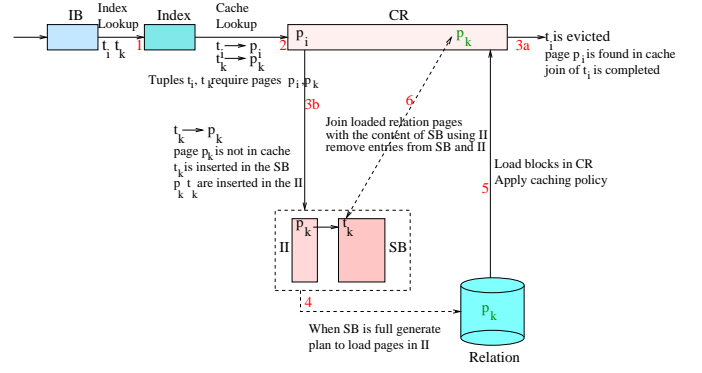 IB
Index
Lookup
t_i t_k
1
Index
Cache
Lookup
t_i → p_i
t_k → p_k
2
CR
p_i
p_k
3a
t_i is evicted
page p_i is found in cache
join of t_i is completed
Tuples t_i, t_k require pages p_i, p_k
3b
6
t_k → p_k
page p_k is not in cache
t_k is inserted in the SB
p_k t_k are inserted in the II
Join loaded relation pages
with the content of SB using II
remove entries from SB and II
Load blocks in CR
Apply caching policy
5
II
p_k
t_k
SB
4
When SB is full generate
plan to load pages in II
p_k
Relation